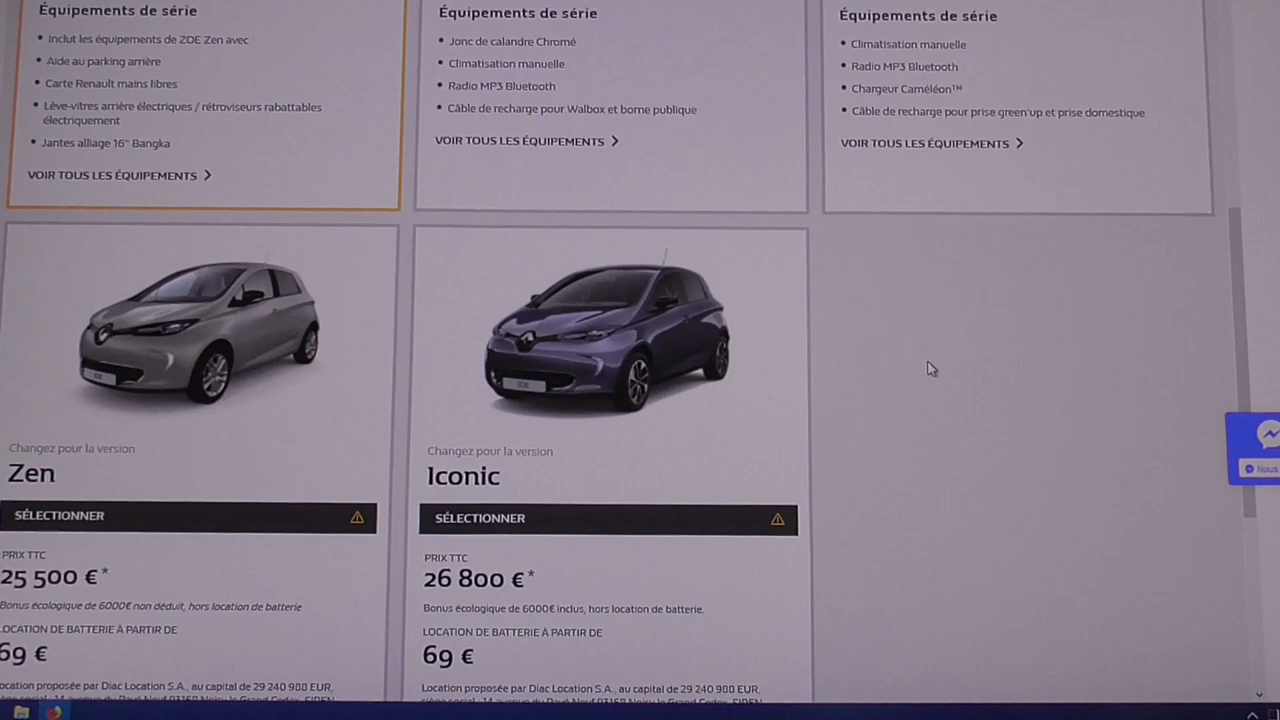 Équipements de série
Inclut les équipements de ZOE Zen avec
Aide au parking arrière
Carte Renault mains libres
Lève-vitres arrière électriques / rétroviseurs rabattables
électriquement
Jantes alliage 16" Bangka
VOIR TOUS LES ÉQUIPEMENTS
Équipements de série
Jonc de calandre Chromé
Climatisation manuelle
Radio MP3 Bluetooth
Câble de recharge pour Walbox et borne publique
VOIR TOUS LES ÉQUIPEMENTS
Équipements de série
Climatisation manuelle
Radio MP3 Bluetooth
Chargeur Caméléon™
Câble de recharge pour prise green'up et prise domestique
VOIR TOUS LES ÉQUIPEMENTS
Changez pour la version
Zen
SÉLECTIONNER
PRIX TTC
25 500 €*
Bonus écologique de 6000€ non déduit, hors location de batterie
LOCATION DE BATTERIE À PARTIR DE
69 €
ocation proposée par Diac Location S.A., au capital de 29 240 988 EUR,
Changez pour la version
Iconic
SÉLECTIONNER
PRIX TTC
26 800 €*
Bonus écologique de 6000€ inclus, hors location de batterie.
LOCATION DE BATTERIE À PARTIR DE
69 €
Location proposée par Diac Location S.A., au capital de 29 240 988 EUR,
Nous